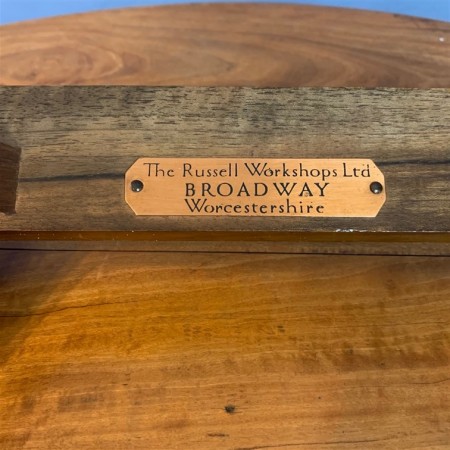 The Russell Workshops Ltd
BROADWAY
Worcestershire